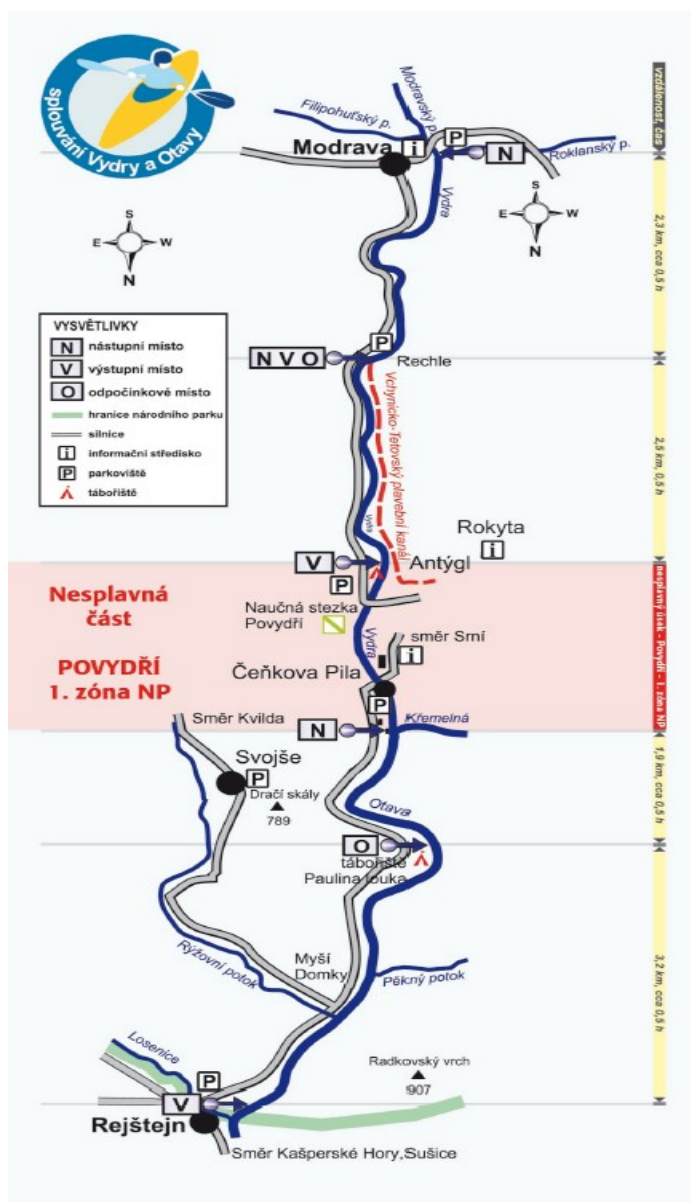 splouvání Vydry a Otavy
vzdálenost, čas
Filipohuťský p.
Modravský p.
Modrava
i
P
N
Roklanský p.
Vydra
S
E
W
N
S
E
W
N
2,3 km, cca 0,5 h
VYSVĚTLIVKY
N nástupní místo
V výstupní místo
O odpočinkové místo
hranice národního parku
silnice
i informační středisko
P parkoviště
tábořiště
N V O
P
Rechle
Vchynicko-Tetovský plavební kanál
2,5 km, 0,5 h
Vydra
Rokyta
i
V
Antýgl
P
Nesplavná
část
POVYDŘÍ
1. zóna NP
Naučná stezka
Povydří
Vydra
směr Srní
i
Čeňkova Pila
P
nesplavný úsek - Povydří - 1. zóna NP
Směr Kvilda
N
Křemelná
Svojše
P
Dračí skály
789
Otava
1,9 km, cca 0,5 h
O
tábořiště
Paulina louka
Rýžovní potok
Myší
Domky
Pěkný potok
3,2 km, cca 0,5 h
Losenice
P
Radkovský vrch
907
V
Rejštejn
Směr Kašperské Hory,Sušice